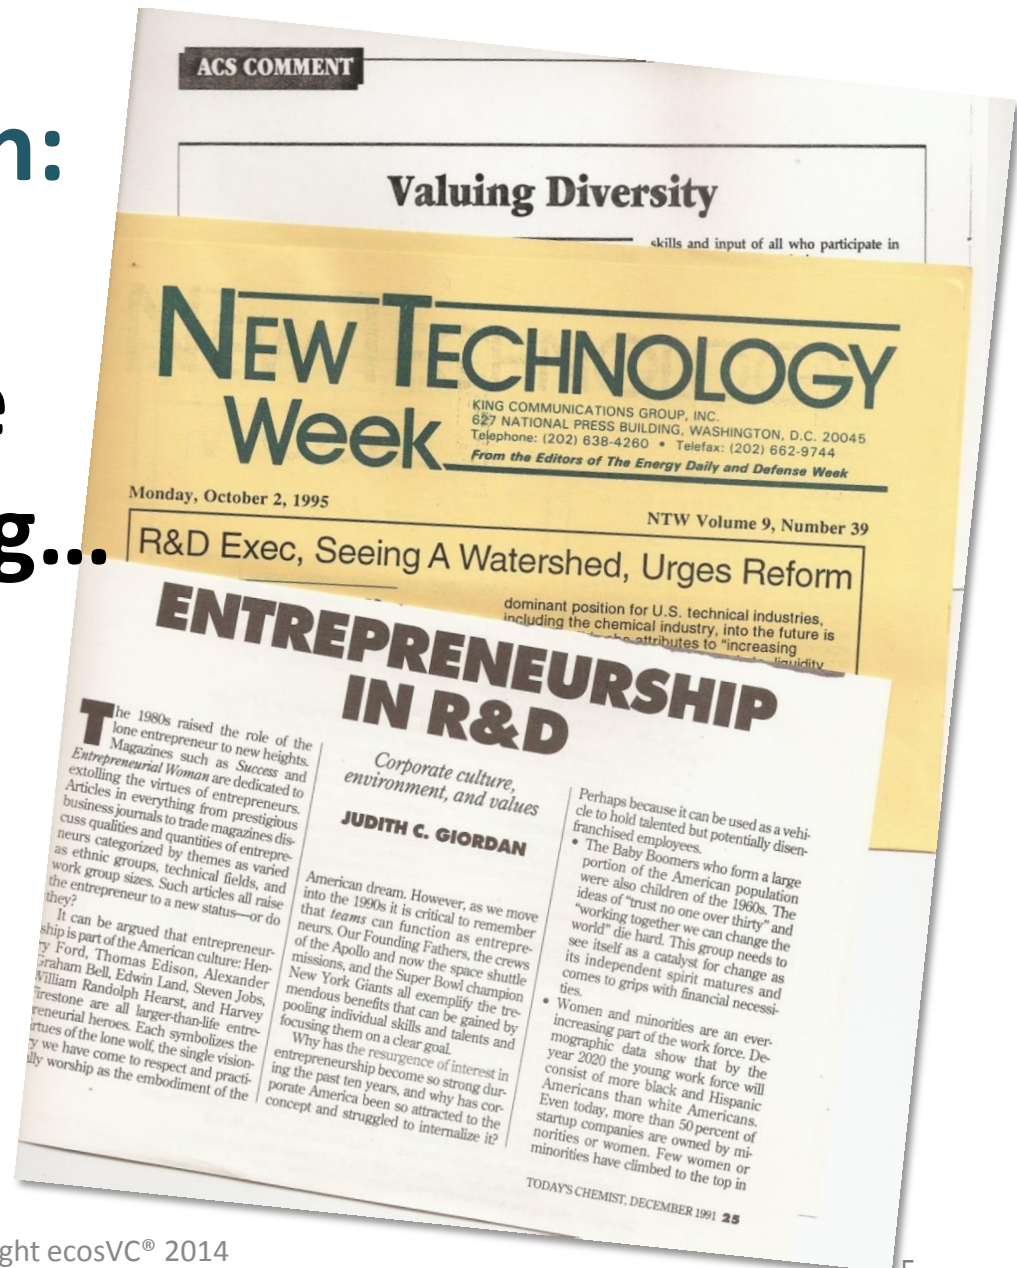 n:
e
g...
ACS COMMENT
Valuing Diversity
skills and input of all who participate in
NEW TECHNOLOGY
Week
KING COMMUNICATIONS GROUP, INC.
627 NATIONAL PRESS BUILDING, WASHINGTON, D.C. 20045
Telephone: (202) 638-4260 • Telefax: (202) 662-9744
From the Editors of The Energy Daily and Defense Week
Monday, October 2, 1995
NTW Volume 9, Number 39
R&D Exec, Seeing A Watershed, Urges Reform
dominant position for U.S. technical industries,
including the chemical industry, into the future is
attributes to "increasing
liquidity
ENTREPRENEURSHIP
IN R&D
Corporate culture,
environment, and values
JUDITH C. GIORDAN
The 1980s raised the role of the
lone entrepreneur to new heights.
Magazines such as Success and
Entrepreneurial Woman are dedicated to
extolling the virtues of entrepreneurs.
Articles in everything from prestigious
business journals to trade magazines dis-
cuss qualities and quantities of entrepre-
neurs categorized by themes as varied
as ethnic groups, technical fields, and
work group sizes. Such articles all raise
the entrepreneur to a new status—or do
they?
It can be argued that entrepreneur-
ship is part of the American culture: Hen-
ry Ford, Thomas Edison, Alexander
Graham Bell, Edwin Land, Steven Jobs,
William Randolph Hearst, and Harvey
Firestone are all larger-than-life entre-
reneurial heroes. Each symbolizes the
rtues of the lone wolf, the single vision-
y we have come to respect and practi-
lly worship as the embodiment of the
American dream. However, as we move
into the 1990s it is critical to remember
that teams can function as entrepre-
neurs. Our Founding Fathers, the crews
of the Apollo and now the space shuttle
missions, and the Super Bowl champion
New York Giants all exemplify the tre-
mendous benefits that can be gained by
pooling individual skills and talents and
focusing them on a clear goal.
Why has the resurgence of interest in
entrepreneurship become so strong dur-
ing the past ten years, and why has cor-
porate America been so attracted to the
concept and struggled to internalize it?
Perhaps because it can be used as a vehi-
cle to hold talented but potentially disen-
franchised employees.
• The Baby Boomers who form a large
portion of the American population
were also children of the 1960s. The
ideas of "trust no one over thirty" and
"working together we can change the
world" die hard. This group needs to
see itself as a catalyst for change as
its independent spirit matures and
comes to grips with financial necessi-
ties.
• Women and minorities are an ever-
increasing part of the work force. De-
mographic data show that by the
year 2020 the young work force will
consist of more black and Hispanic
Americans than white Americans.
Even today, more than 50 percent of
startup companies are owned by mi-
norities or women. Few women or
minorities have climbed to the top in
TODAY'S CHEMIST, DECEMBER 1991 25
ght ecosVC® 2014